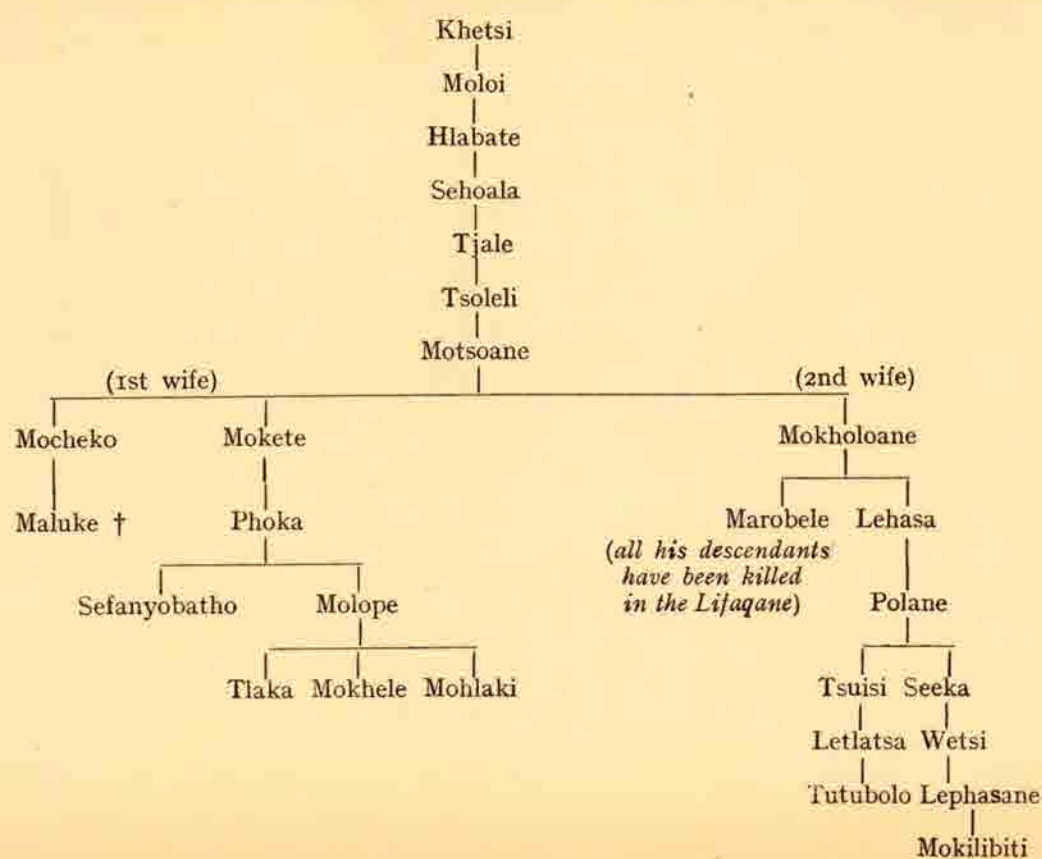 Khetsi
Moloi
Hlabate
Sehoala
Tjale
Tsoleli
Motsoane
(1st wife) (2nd wife)
Mocheko Mokete Mokholoane
Maluke † Phoka Marobele Lehasa
(all his descendants
have been killed
in the Lifaqane)
Sefanyobatho Molope Polane
Tlaka Mokhele Mohlaki Tsuisi Seeka
Letlatsa Wetsi
Tutubolo Lephasane
Mokilibiti